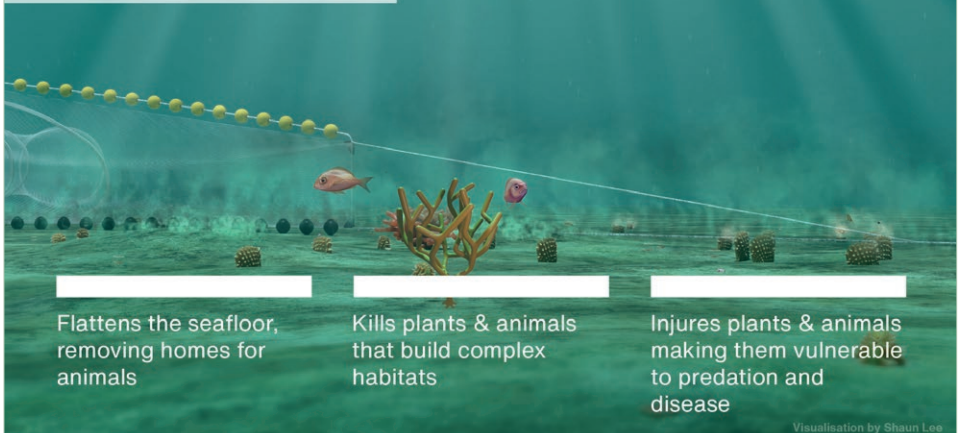 Flattens the seafloor,
removing homes for
animals
Kills plants & animals
that build complex
habitats
Injures plants & animals
making them vulnerable
to predation and
disease
Visualisation by Shaun Lee